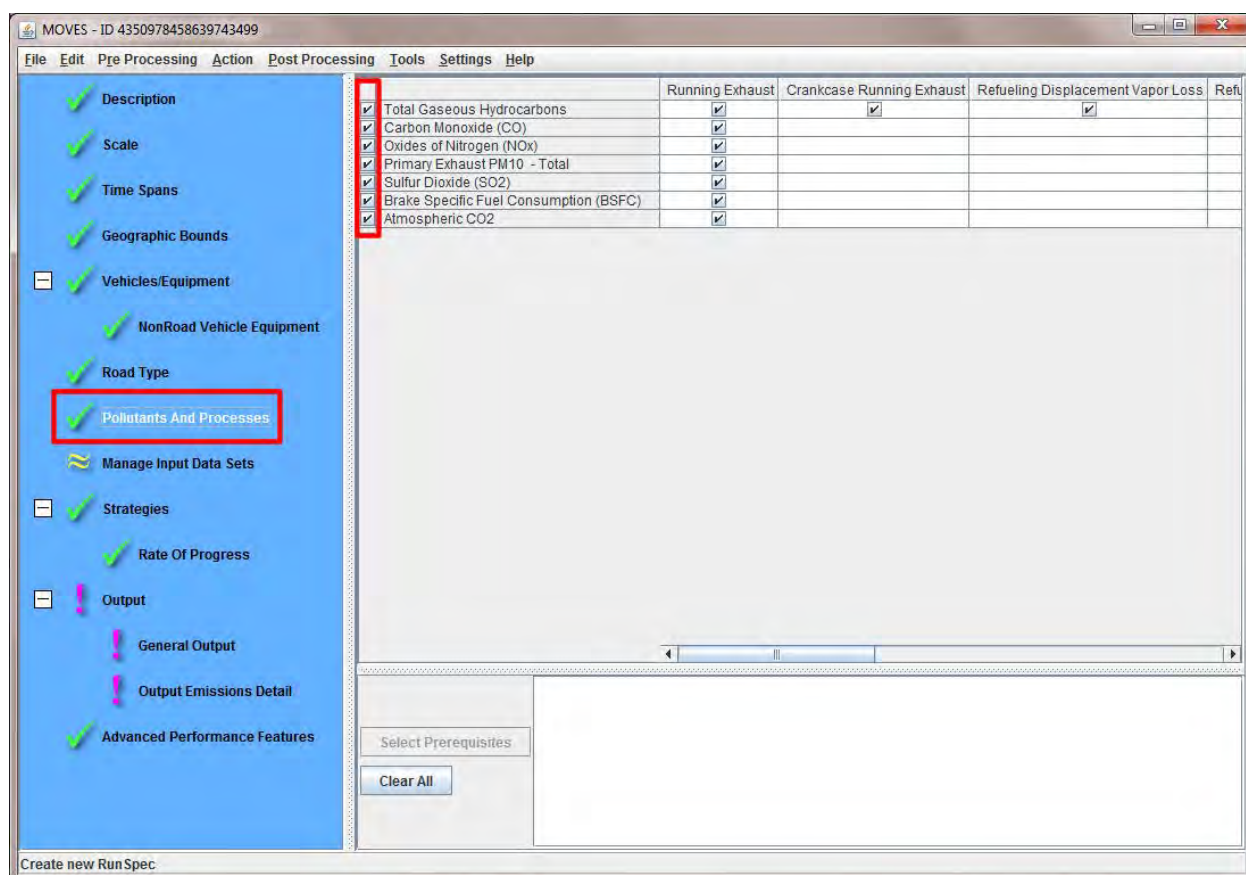 MOVES - ID 4350978458639743499
File Edit Pre Processing Action Post Processing Tools Settings Help
Description
Scale
Time Spans
Geographic Bounds
Vehicles/Equipment
NonRoad Vehicle Equipment
Road Type
Pollutants And Processes
Manage Input Data Sets
Strategies
Rate Of Progress
Output
General Output
Output Emissions Detail
Advanced Performance Features
Running Exhaust Crankcase Running Exhaust Refueling Displacement Vapor Loss Refu
Total Gaseous Hydrocarbons
Carbon Monoxide (CO)
Oxides of Nitrogen (NOx)
Primary Exhaust PM10 - Total
Sulfur Dioxide (SO2)
Brake Specific Fuel Consumption (BSFC)
Atmospheric CO2
Select Prerequisites
Clear All
Create new RunSpec